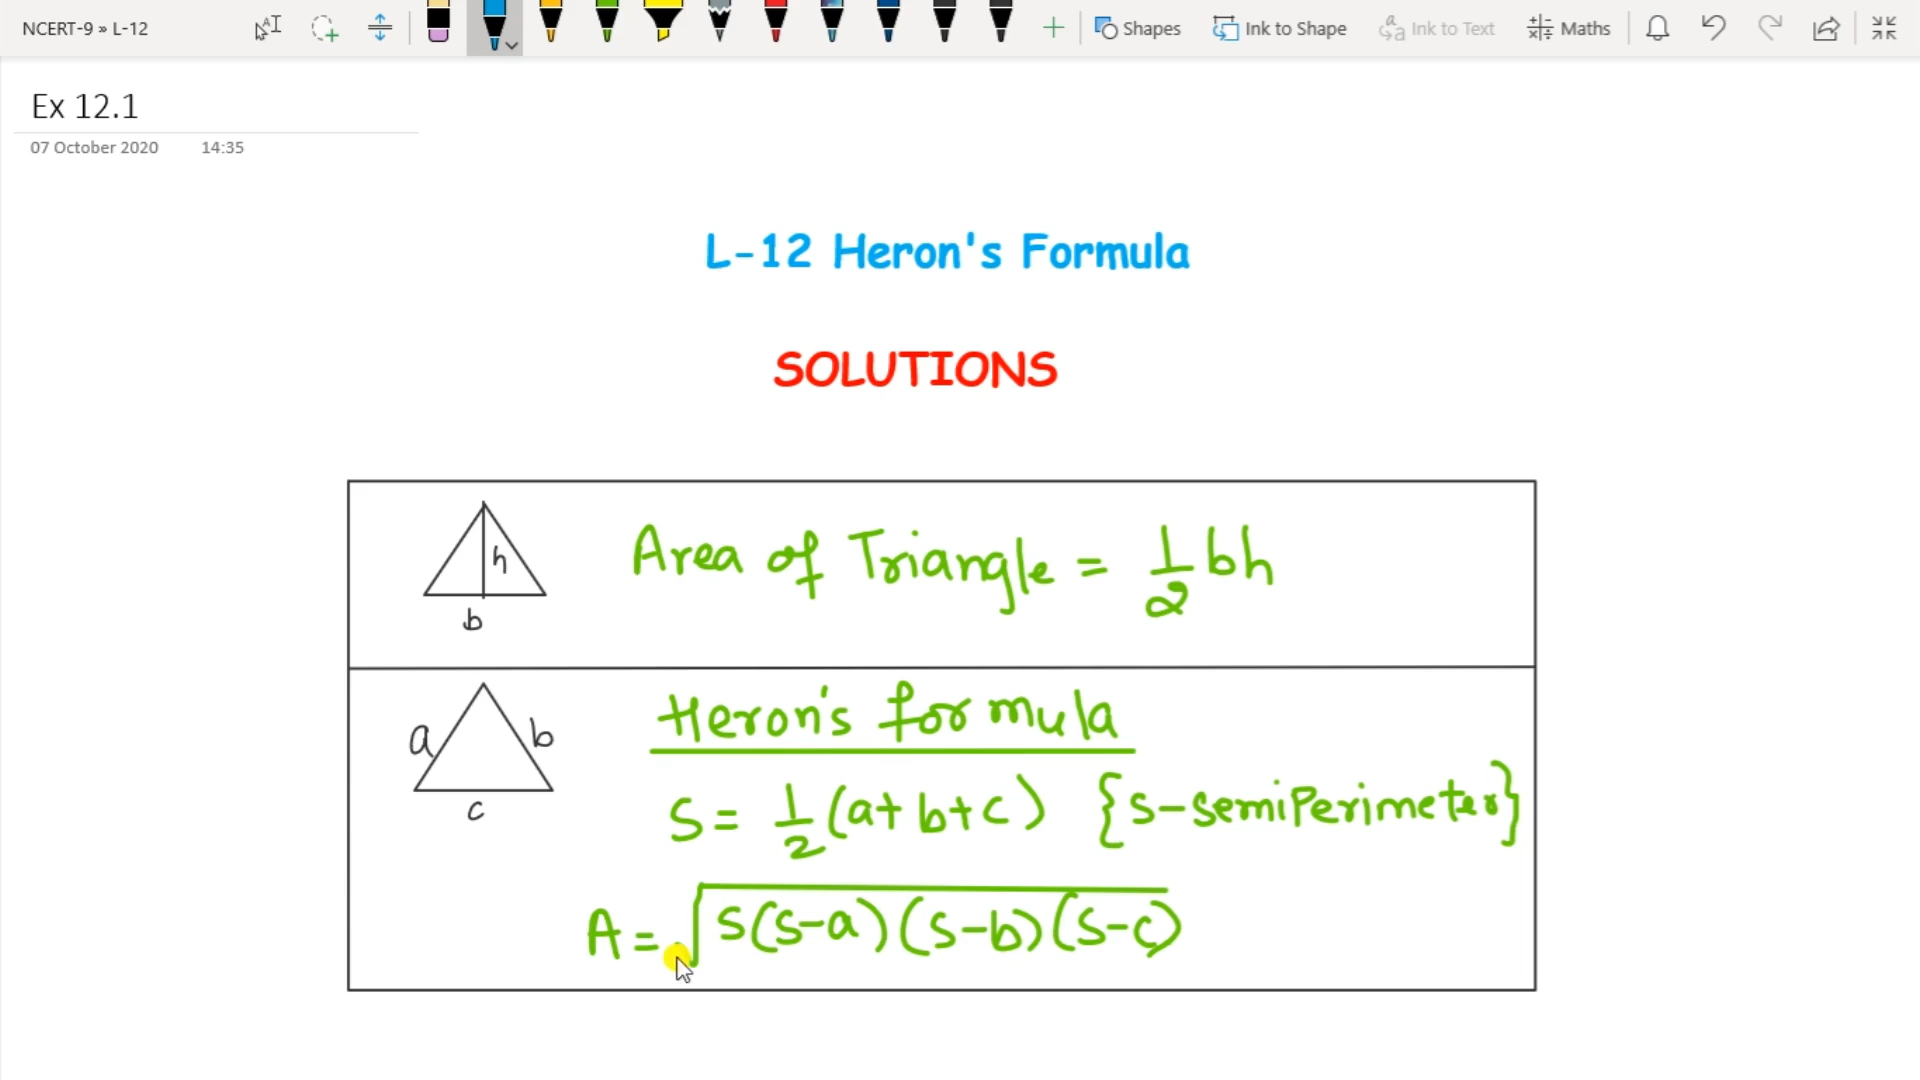 NCERT-9 » L-12
Shapes
Ink to Shape
Ink to Text
Maths
Ex 12.1
07 October 2020 14:35
L-12 Heron's Formula
SOLUTIONS
h
b
Area of Triangle = 1/2 bh
a
b
c
Heron's formula
S = 1/2 (a+b+c) {S-semiPerimeter}
A = √S(S-a)(S-b)(S-c)